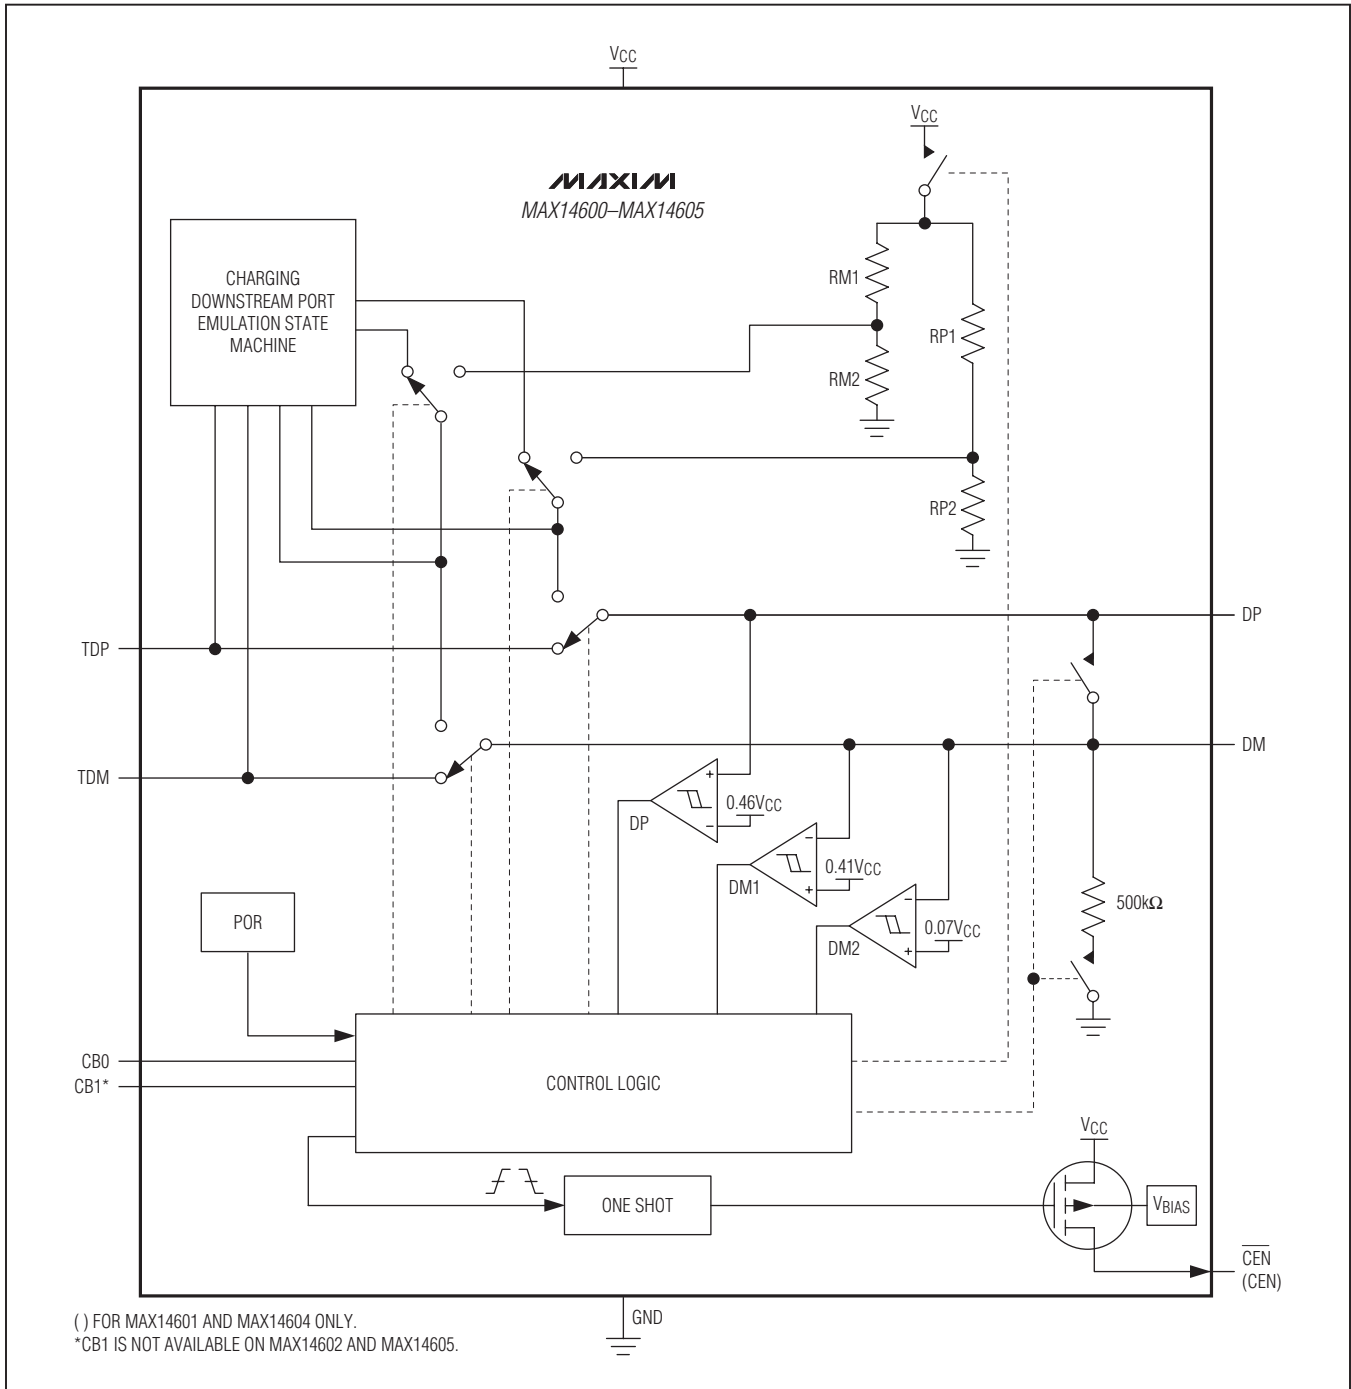 VCC
VCC
MAXIM
MAX14600–MAX14605
CHARGING
DOWNSTREAM PORT
EMULATION STATE
MACHINE
RM1
RP1
RM2
RP2
TDP
DP
TDM
DM
0.46VCC
DP
0.41VCC
DM1
0.07VCC
DM2
500kΩ
POR
CB0
CB1*
CONTROL LOGIC
VCC
ONE SHOT
VBIAS
CEN
(CEN)
GND
( ) FOR MAX14601 AND MAX14604 ONLY.
*CB1 IS NOT AVAILABLE ON MAX14602 AND MAX14605.